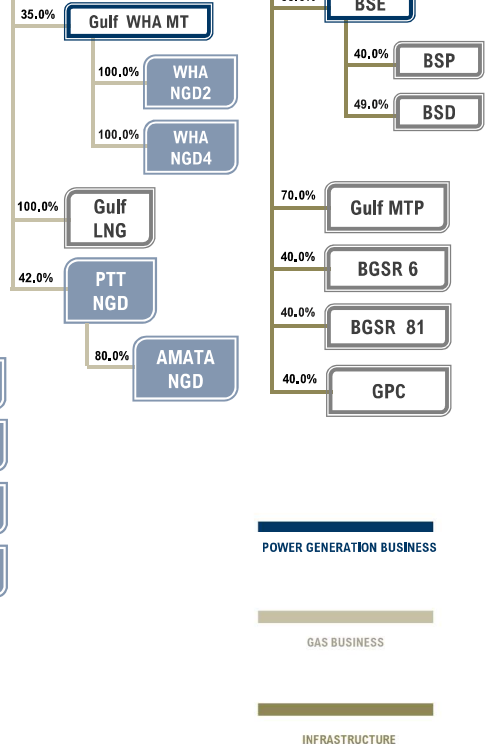 35.0%
Gulf WHA MT
100.0%
WHA
NGD2
100.0%
WHA
NGD4
100.0%
Gulf
LNG
42.0%
PTT
NGD
80.0%
AMATA
NGD
BSE
40.0%
BSP
49.0%
BSD
70.0%
Gulf MTP
40.0%
BGSR 6
40.0%
BGSR 81
40.0%
GPC
POWER GENERATION BUSINESS
GAS BUSINESS
INFRASTRUCTURE